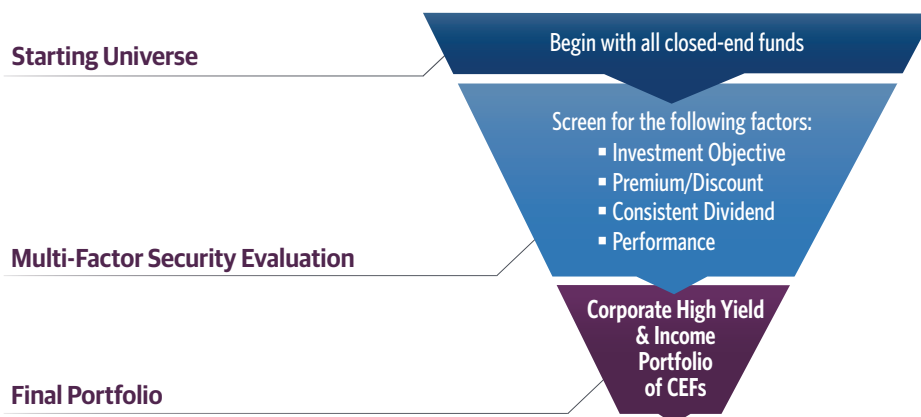 Starting Universe
Begin with all closed-end funds
Screen for the following factors:
▪ Investment Objective
▪ Premium/Discount
▪ Consistent Dividend
▪ Performance
Multi-Factor Security Evaluation
Corporate High Yield
& Income
Portfolio
of CEFs
Final Portfolio